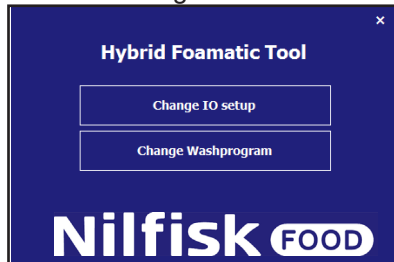 ×
Hybrid Foamatic Tool
Change IO setup
Change Washprogram
Nilfisk FOOD